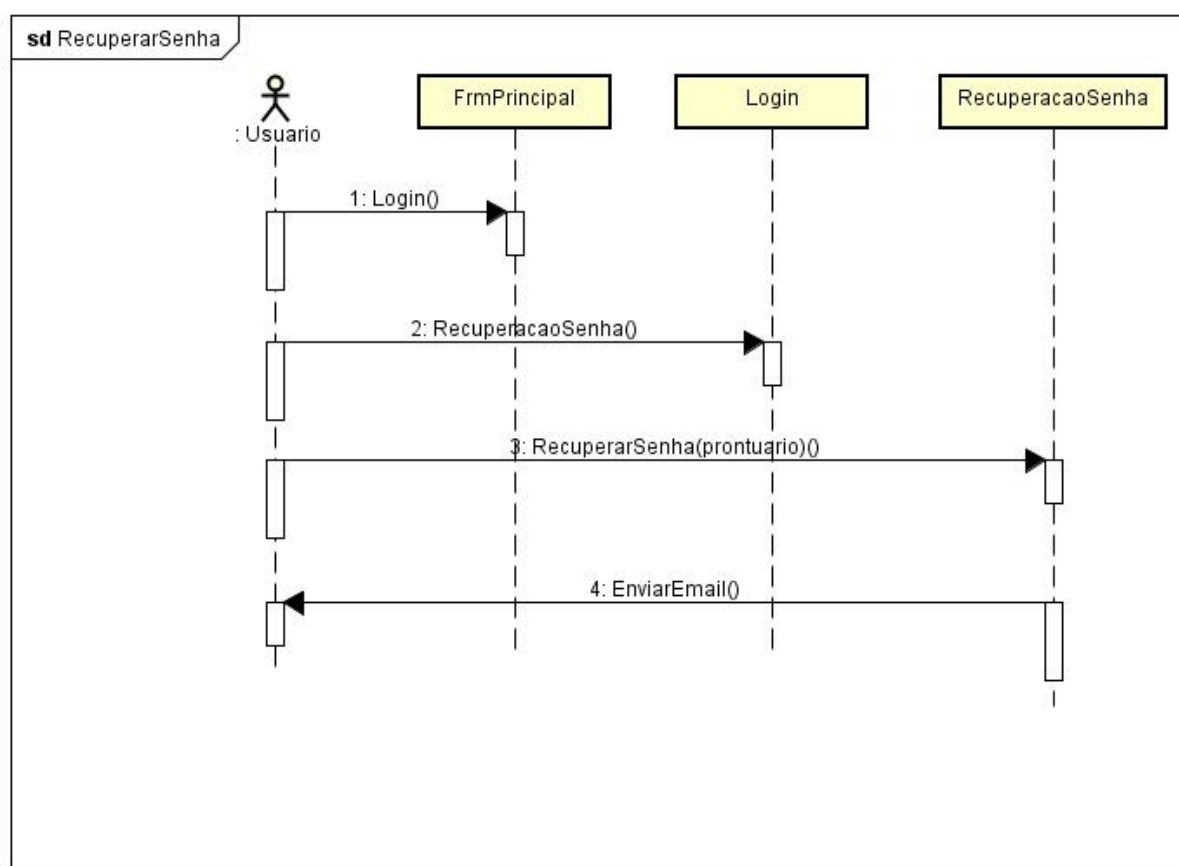 sd RecuperarSenha
: Usuario
FrmPrincipal
Login
RecuperacaoSenha
1: Login()
2: RecuperacaoSenha()
3: RecuperarSenha(prontuario)()
4: EnviarEmail()